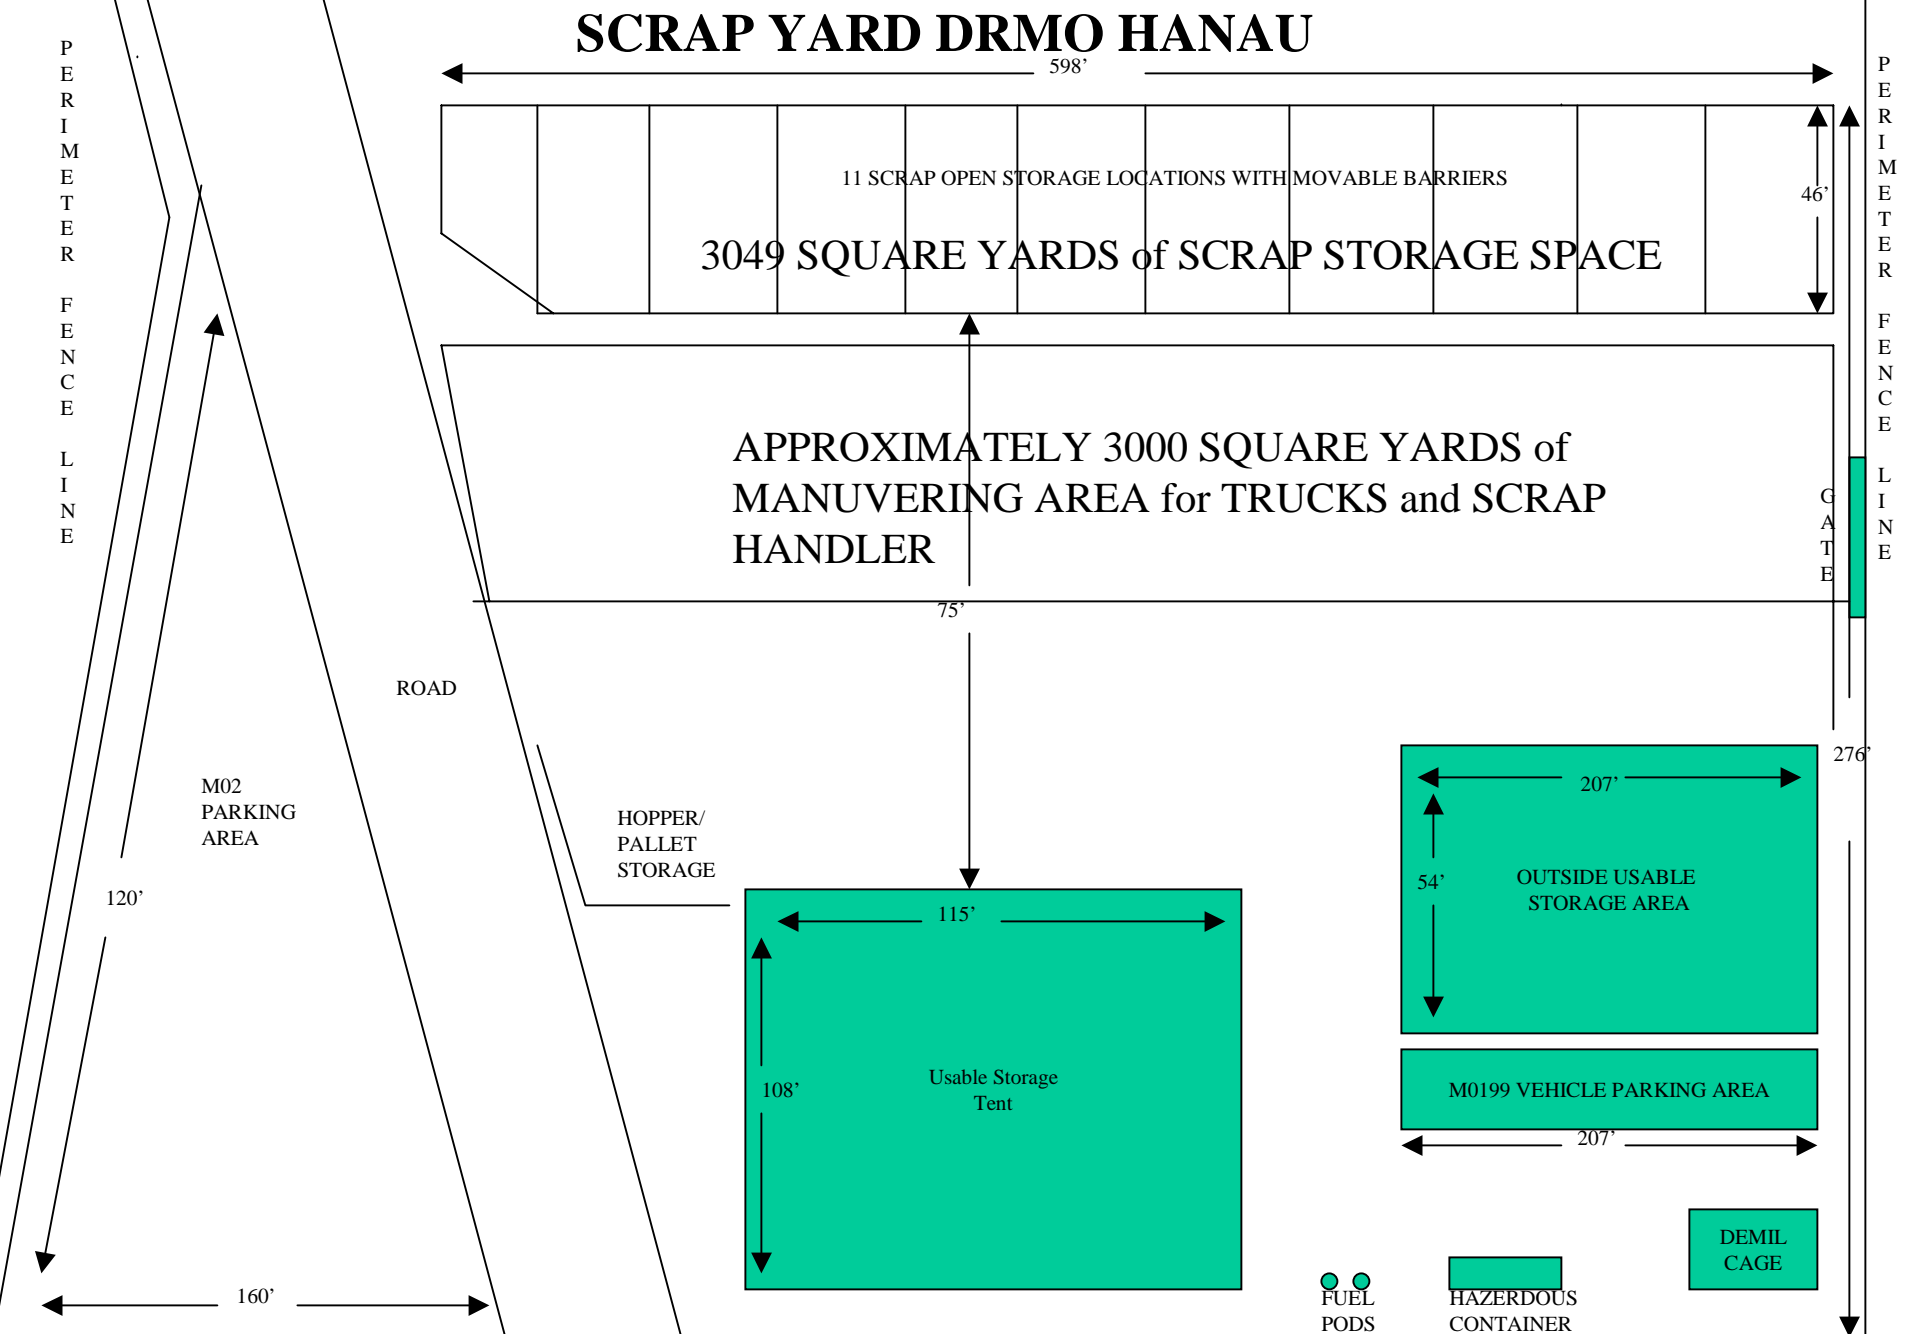 SCRAP YARD DRMO HANAU
598’
PERIMETER FENCE LINE
PERIMETER FENCE LINE
11 SCRAP OPEN STORAGE LOCATIONS WITH MOVABLE BARRIERS
46’
3049 SQUARE YARDS of SCRAP STORAGE SPACE
APPROXIMATELY 3000 SQUARE YARDS of
MANUVERING AREA for TRUCKS and SCRAP
HANDLER
GATE
75’
ROAD
276’
M02
PARKING
AREA
HOPPER/
PALLET
STORAGE
207’
54’
OUTSIDE USABLE
STORAGE AREA
120’
115’
108’
Usable Storage
Tent
M0199 VEHICLE PARKING AREA
207’
DEMIL
CAGE
160’
FUEL
PODS
HAZERDOUS
CONTAINER